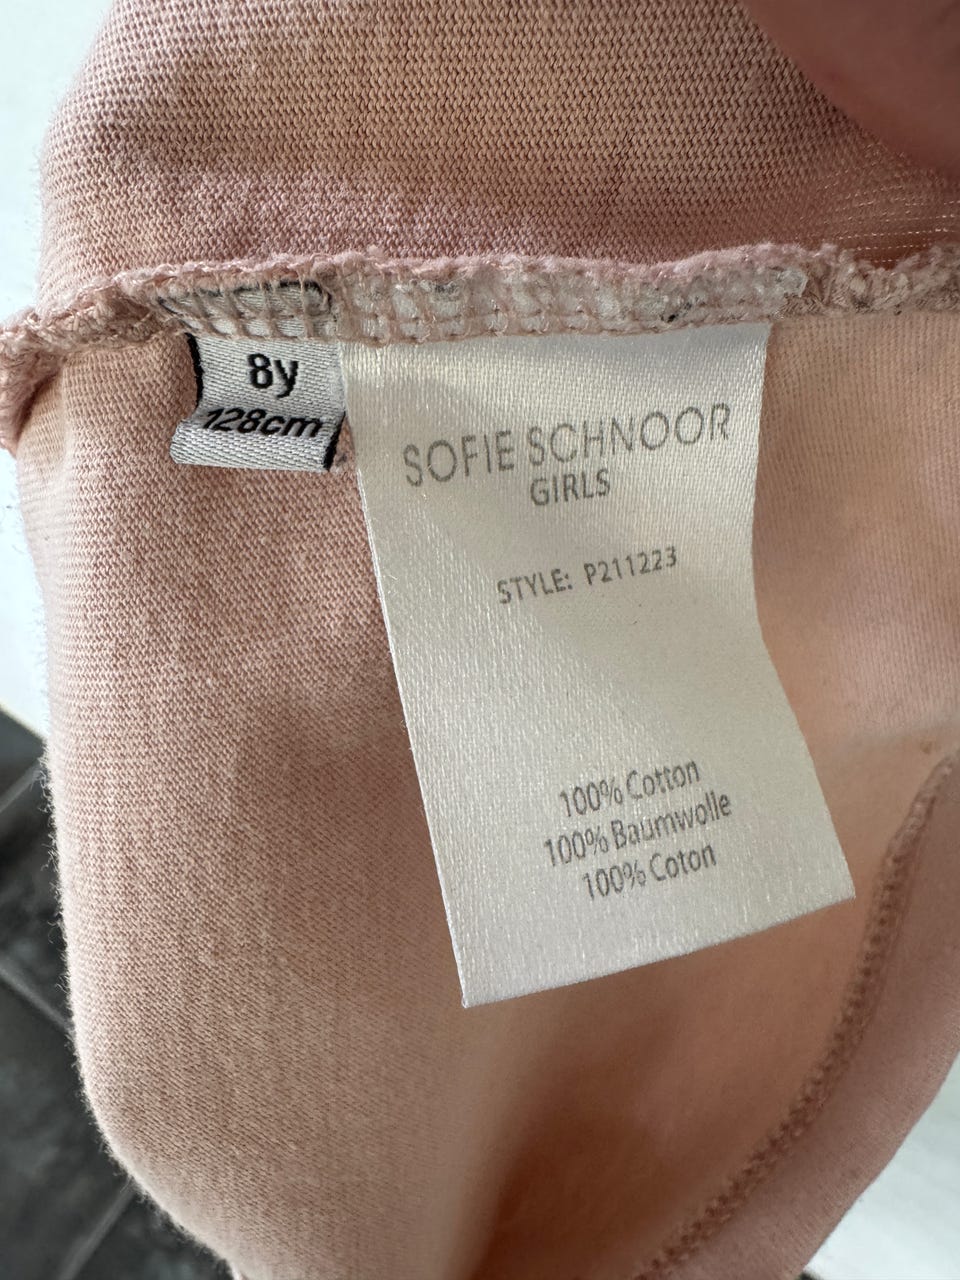 8y
128cm
SOFIE SCHNOOR
GIRLS
STYLE: P211223
100% Cotton
100% Baumwolle
100% Coton